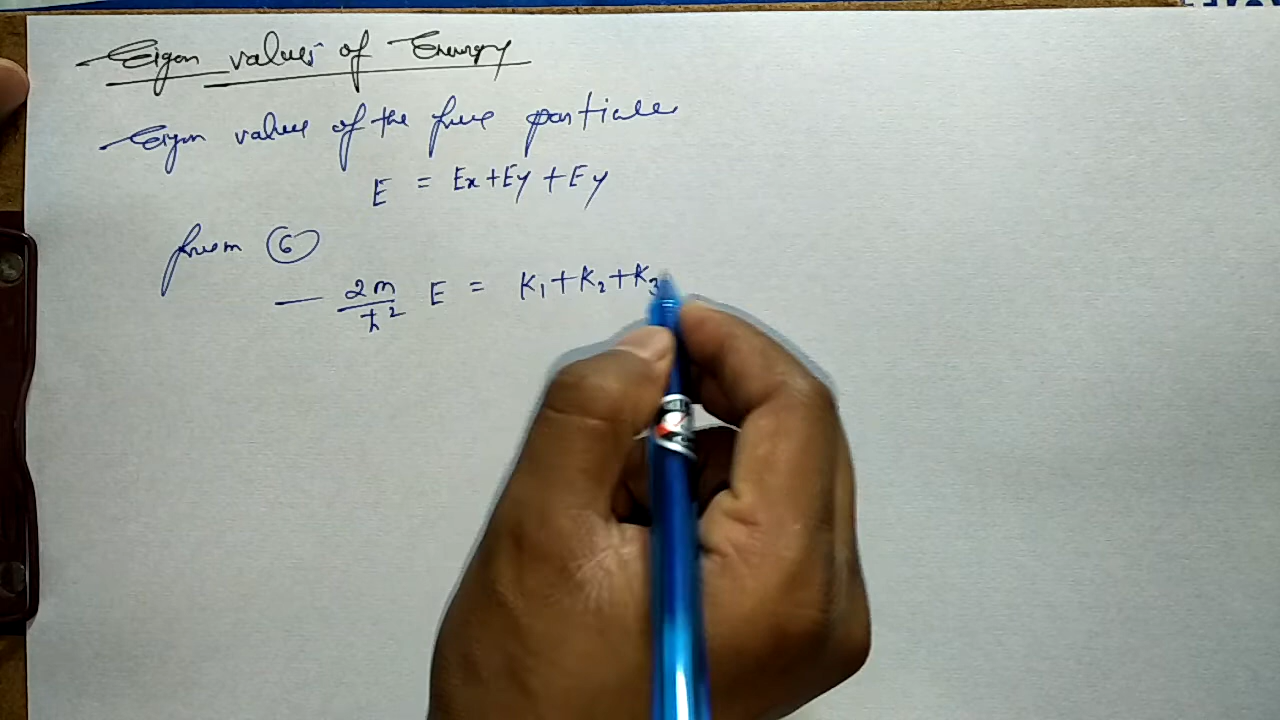 Eigen values of Energy
Eigen value of the free particle
E = Ex + Ey + Ey
from ⑥
— 2m/ħ² E = K₁ + K₂ + K₃